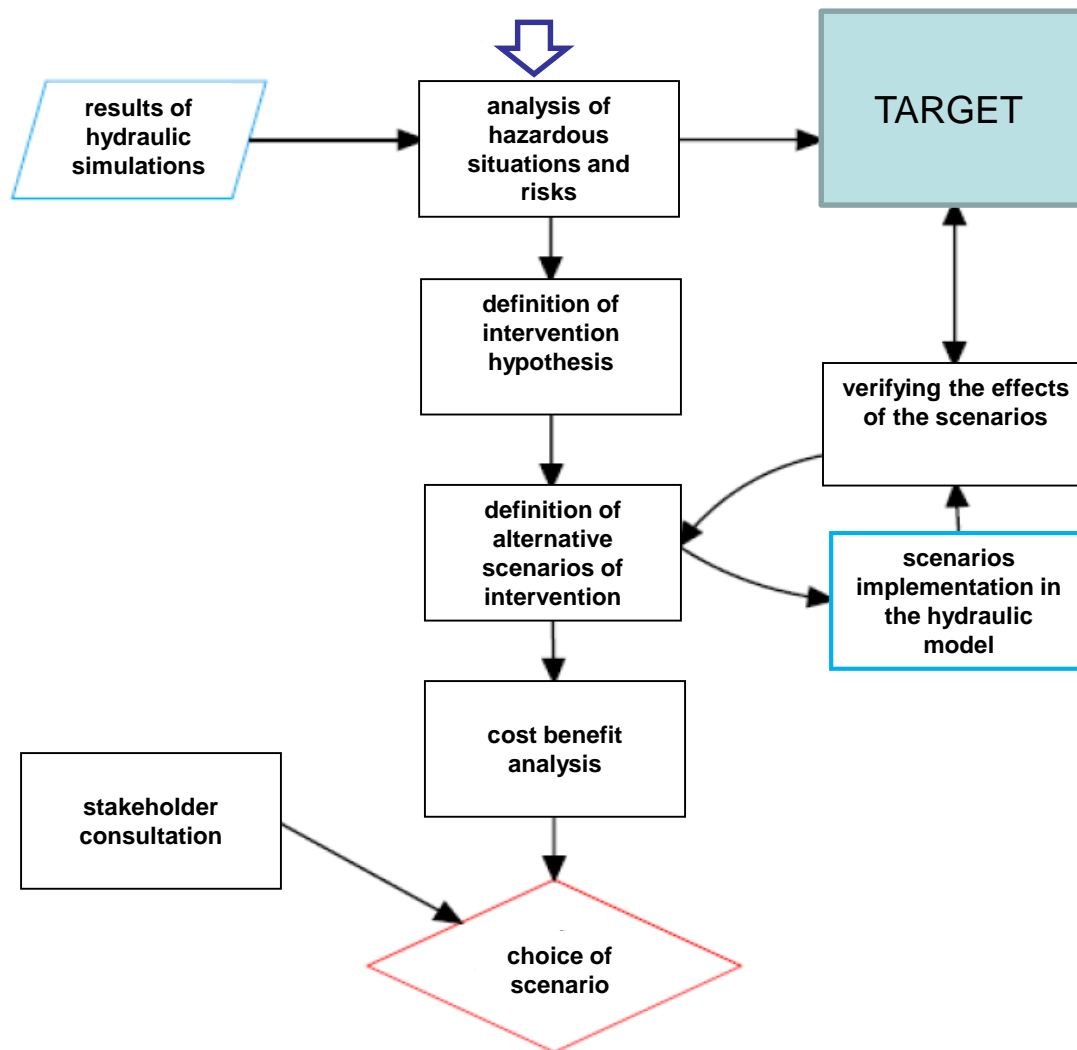 results of
hydraulic
simulations
analysis of
hazardous
situations and
risks
TARGET
definition of
intervention
hypothesis
verifying the effects
of the scenarios
definition of
alternative
scenarios of
intervention
scenarios
implementation in
the hydraulic
model
cost benefit
analysis
stakeholder
consultation
choice of
scenario